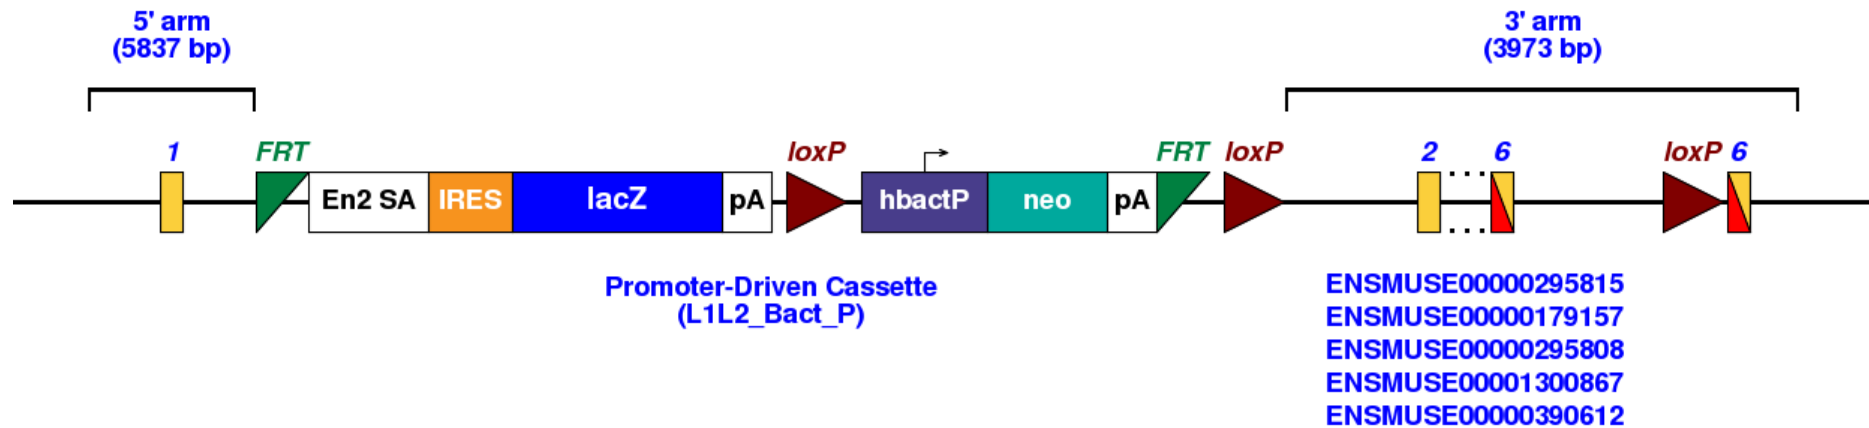 5' arm
(5837 bp)
3' arm
(3973 bp)
1
FRT
loxP
FRT
loxP
2
6
loxP
6
En2 SA
IRES
lacZ
pA
hbactP
neo
pA
Promoter-Driven Cassette
(L1L2_Bact_P)
ENSMUSE00000295815
ENSMUSE00000179157
ENSMUSE00000295808
ENSMUSE00001300867
ENSMUSE00000390612